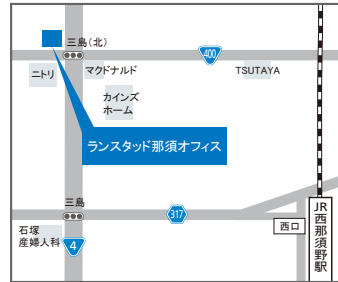 三島(北)
400
ニトリ
マクドナルド
TSUTAYA
カインズ
ホーム
ランスタッド那須オフィス
三島
317
石塚
産婦人科
4
西口
JR西那須野駅